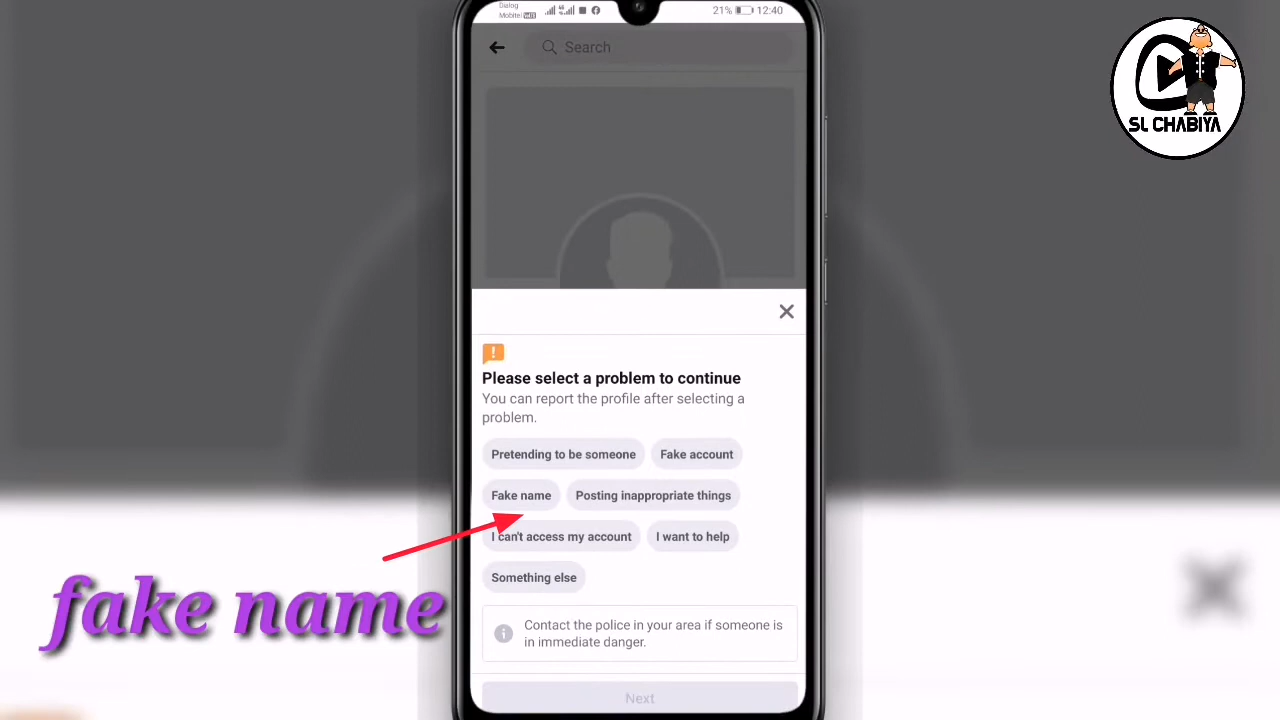 Dialog
Mobitel
21% 12:40
SL CHABIYA
Search
Please select a problem to continue
You can report the profile after selecting a
problem.
Pretending to be someone Fake account
Fake name Posting inappropriate things
I can't access my account I want to help
Something else
fake name
Contact the police in your area if someone is
in immediate danger.
Next